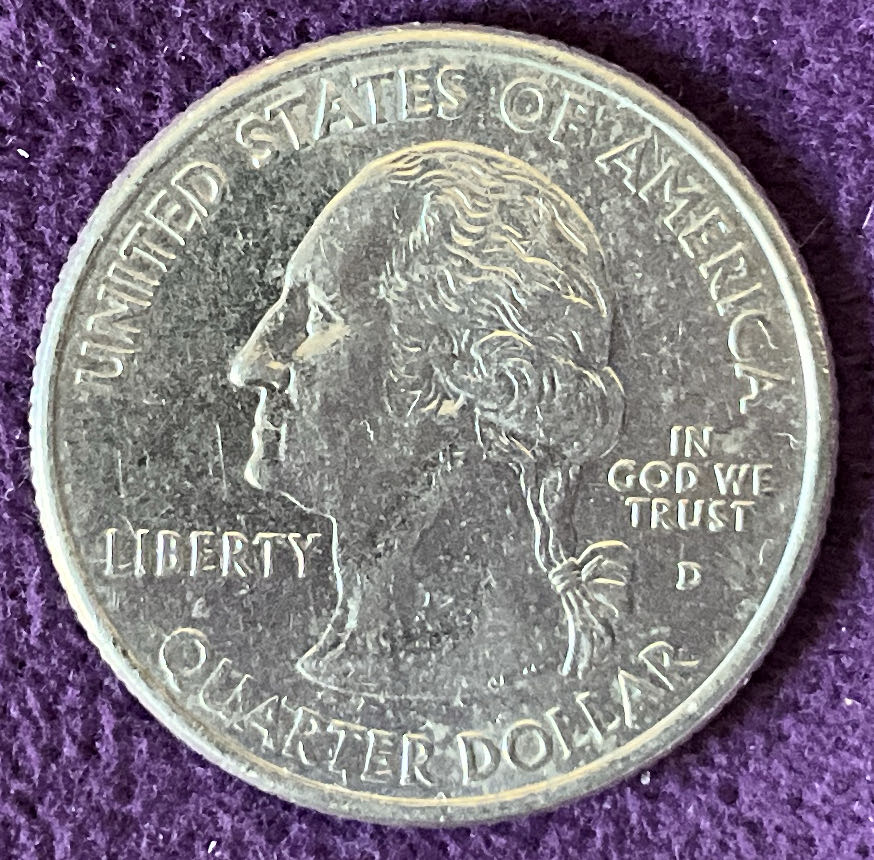 UNITED STATES OF AMERICA
IN
GOD WE
TRUST
LIBERTY
D
QUARTER DOLLAR